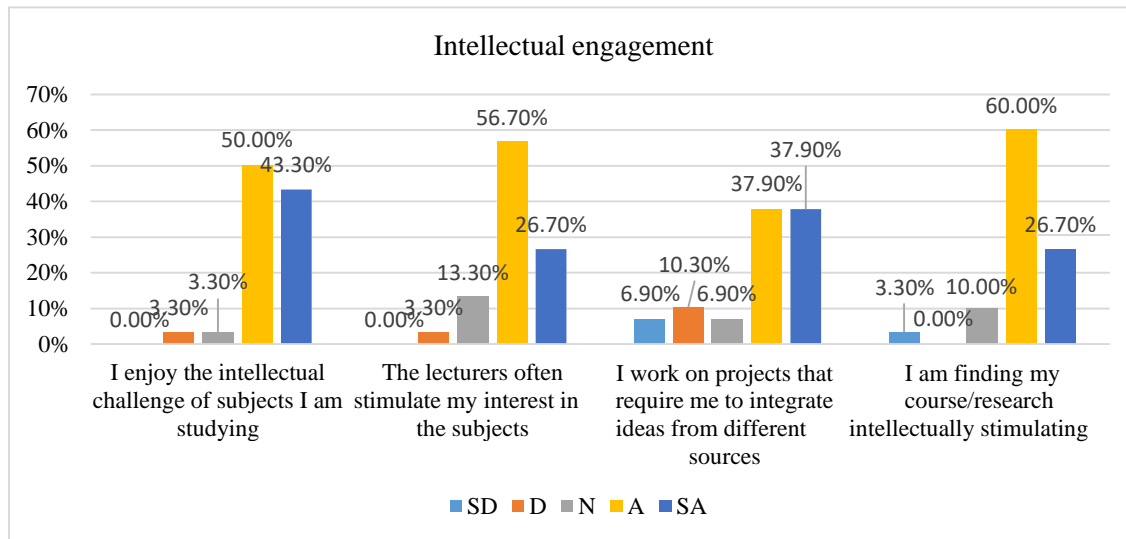 Intellectual engagement
70%
60%
50%
40%
30%
20%
10%
0%
0.00%
3.30%
3.30%
50.00%
43.30%
0.00%
3.30%
13.30%
56.70%
26.70%
6.90%
10.30%
6.90%
37.90%
37.90%
3.30%
0.00%
10.00%
60.00%
26.70%
I enjoy the intellectual
challenge of subjects I am
studying
The lecturers often
stimulate my interest in
the subjects
I work on projects that
require me to integrate
ideas from different
sources
I am finding my
course/research
intellectually stimulating
SD D N A SA